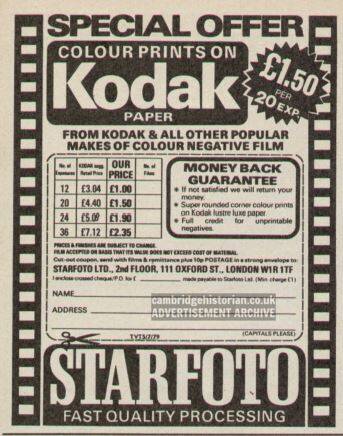 SPECIAL OFFER
COLOUR PRINTS ON
Kodak
PAPER
£1.50
PER
20 EXP.
FROM KODAK & ALL OTHER POPULAR
MAKES OF COLOUR NEGATIVE FILM
No. of Exposures KODAK sugg. Retail Price OUR PRICE No. of Films
12 £3.04 £1.00
20 £4.40 £1.50
24 £5.09 £1.90
36 £7.12 £2.35
MONEY BACK
GUARANTEE
* If not satisfied we will return your
money.
* Super rounded corner colour prints
on Kodak lustre luxe paper
* Full credit for unprintable
negatives.
PRICES & FINISHES ARE SUBJECT TO CHANGE.
FILM ACCEPTED ON BASIS THAT ITS VALUE DOES NOT EXCEED COST OF MATERIAL.
Cut-out coupon, send with films & remittance plus 10p POSTAGE in a strong envelope to:
STARFOTO LTD., 2nd FLOOR, 111 OXFORD ST., LONDON W1R 1TF
I enclose crossed cheque/P.O. for £ made payable to Starfoto Ltd. (Min charge £1)
NAME
ADDRESS
cambridgehistorian.co.uk
ADVERTISEMENT ARCHIVE
TVT3/7/79
(CAPITALS PLEASE)
STARFOTO
FAST QUALITY PROCESSING